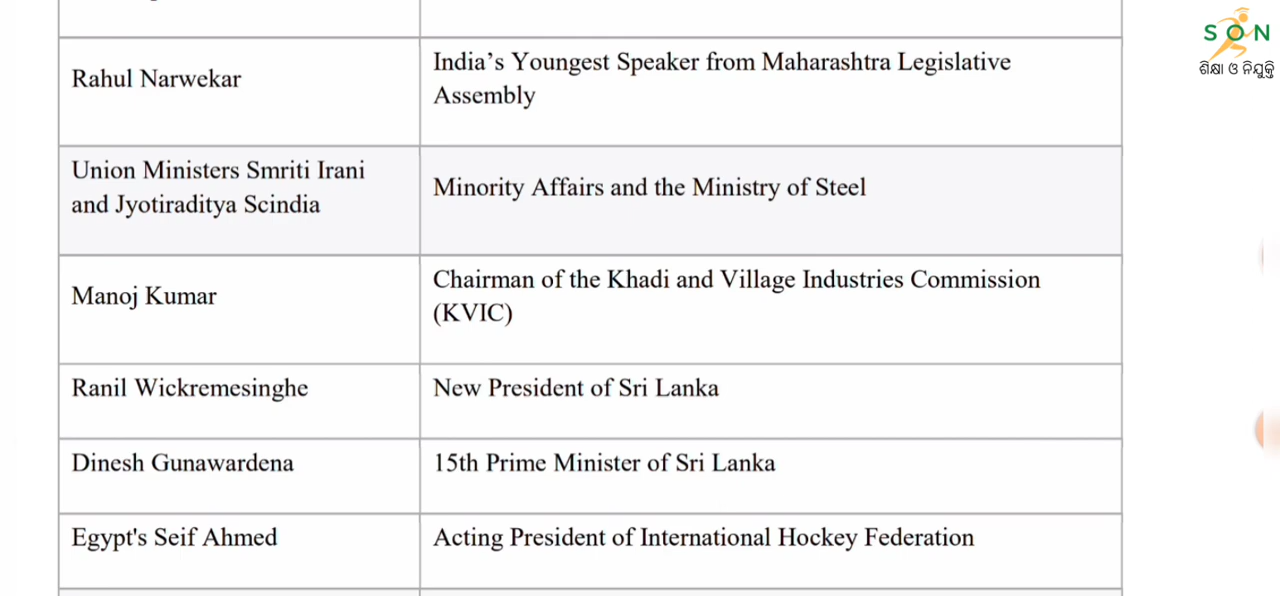 Rahul Narwekar
India’s Youngest Speaker from Maharashtra Legislative
Assembly
Union Ministers Smriti Irani
and Jyotiraditya Scindia
Minority Affairs and the Ministry of Steel
Manoj Kumar
Chairman of the Khadi and Village Industries Commission
(KVIC)
Ranil Wickremesinghe
New President of Sri Lanka
Dinesh Gunawardena
15th Prime Minister of Sri Lanka
Egypt's Seif Ahmed
Acting President of International Hockey Federation
SON
ଶିକ୍ଷା ଓ ନିଯୁକ୍ତି